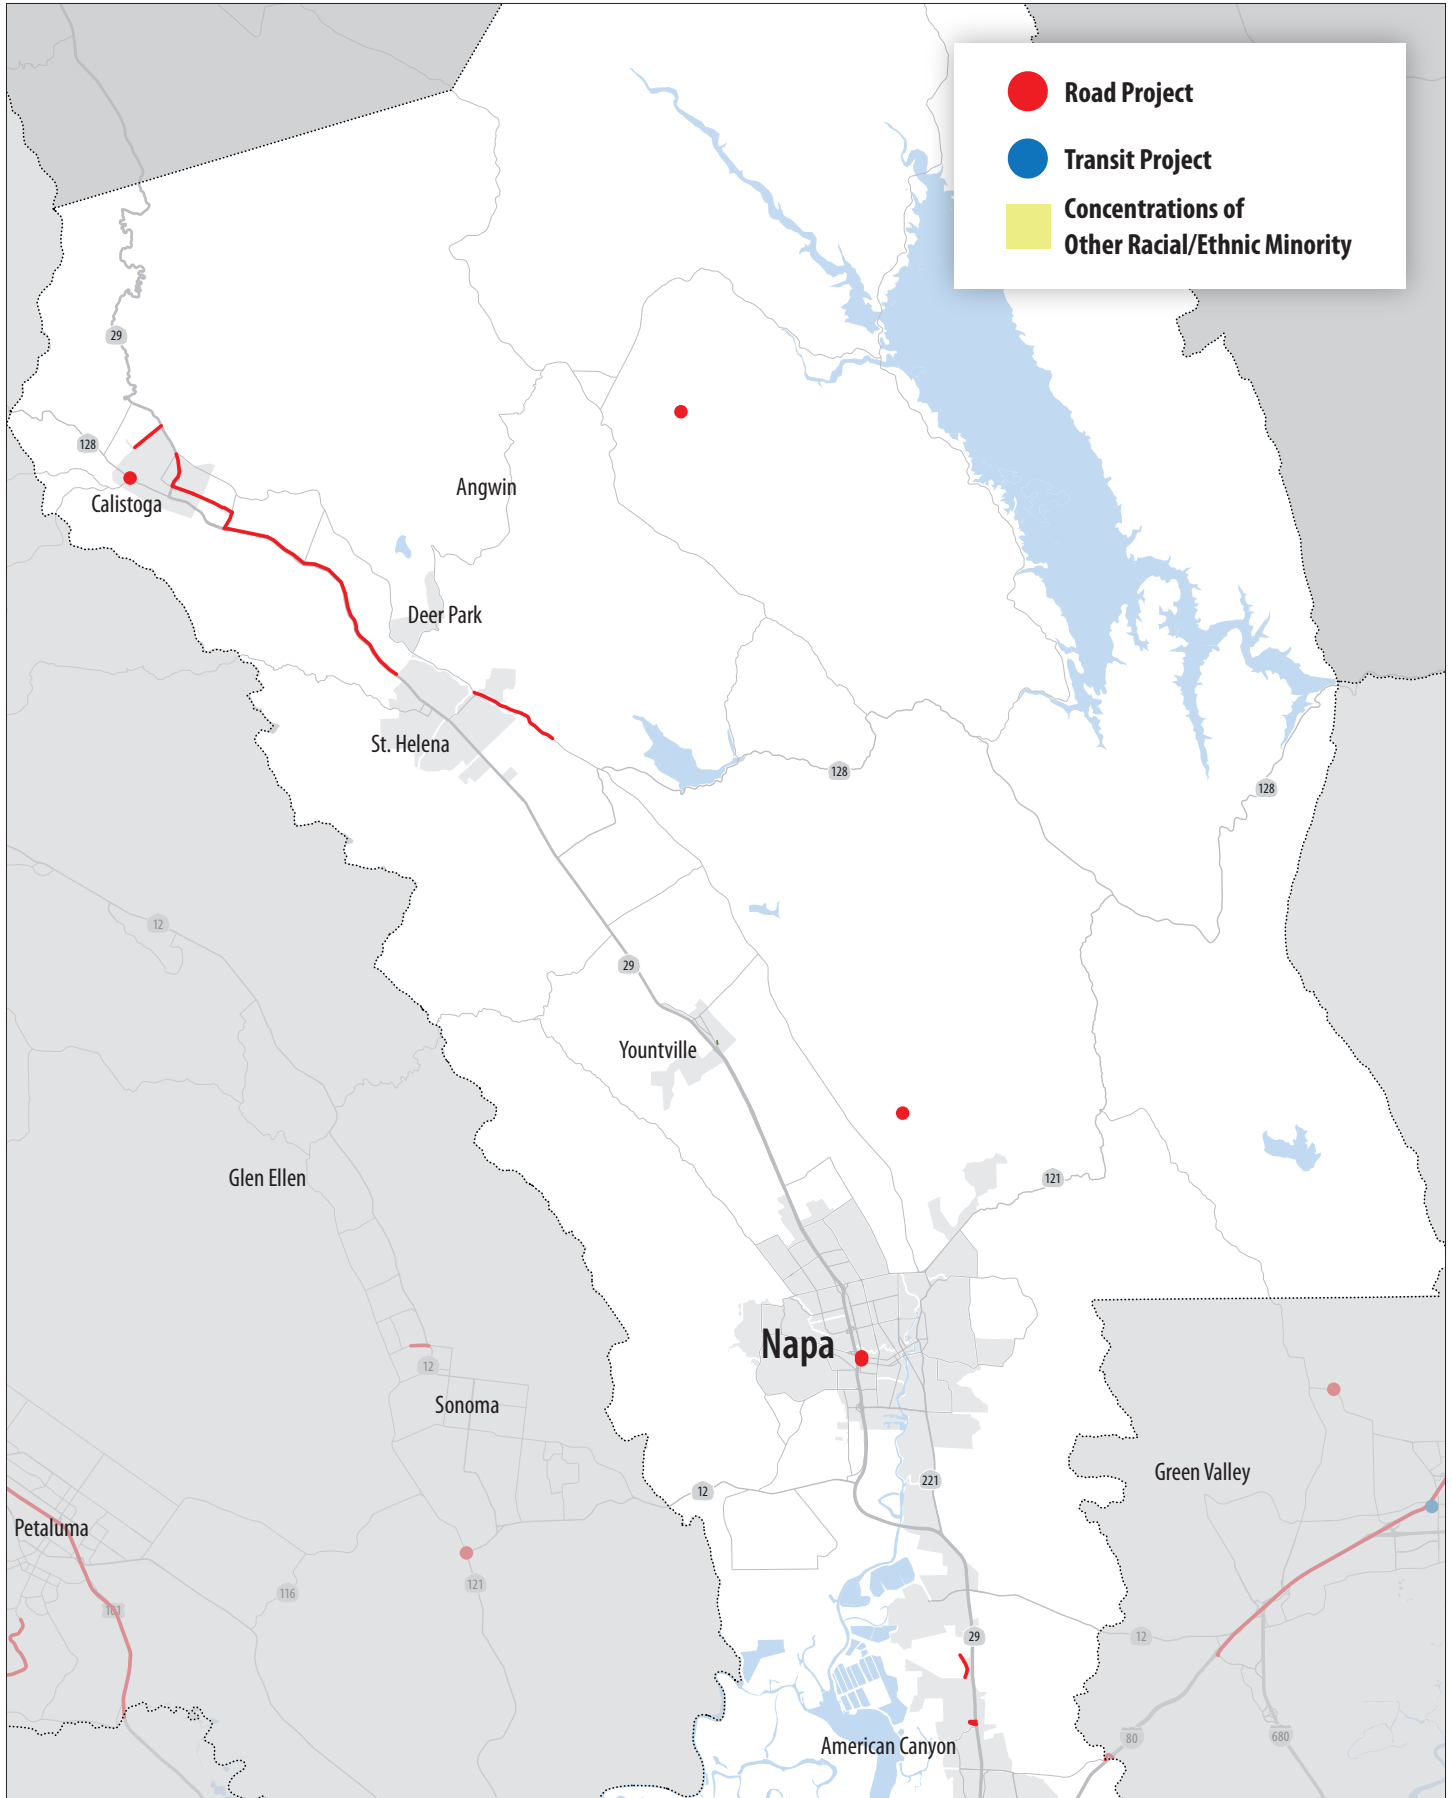 Road Project
Transit Project
Concentrations of
Other Racial/Ethnic Minority
29
128
Calistoga
Angwin
Deer Park
St. Helena
128
128
12
29
Yountville
Glen Ellen
121
Napa
12
Sonoma
Green Valley
221
12
Petaluma
121
116
101
29
12
American Canyon
80
680